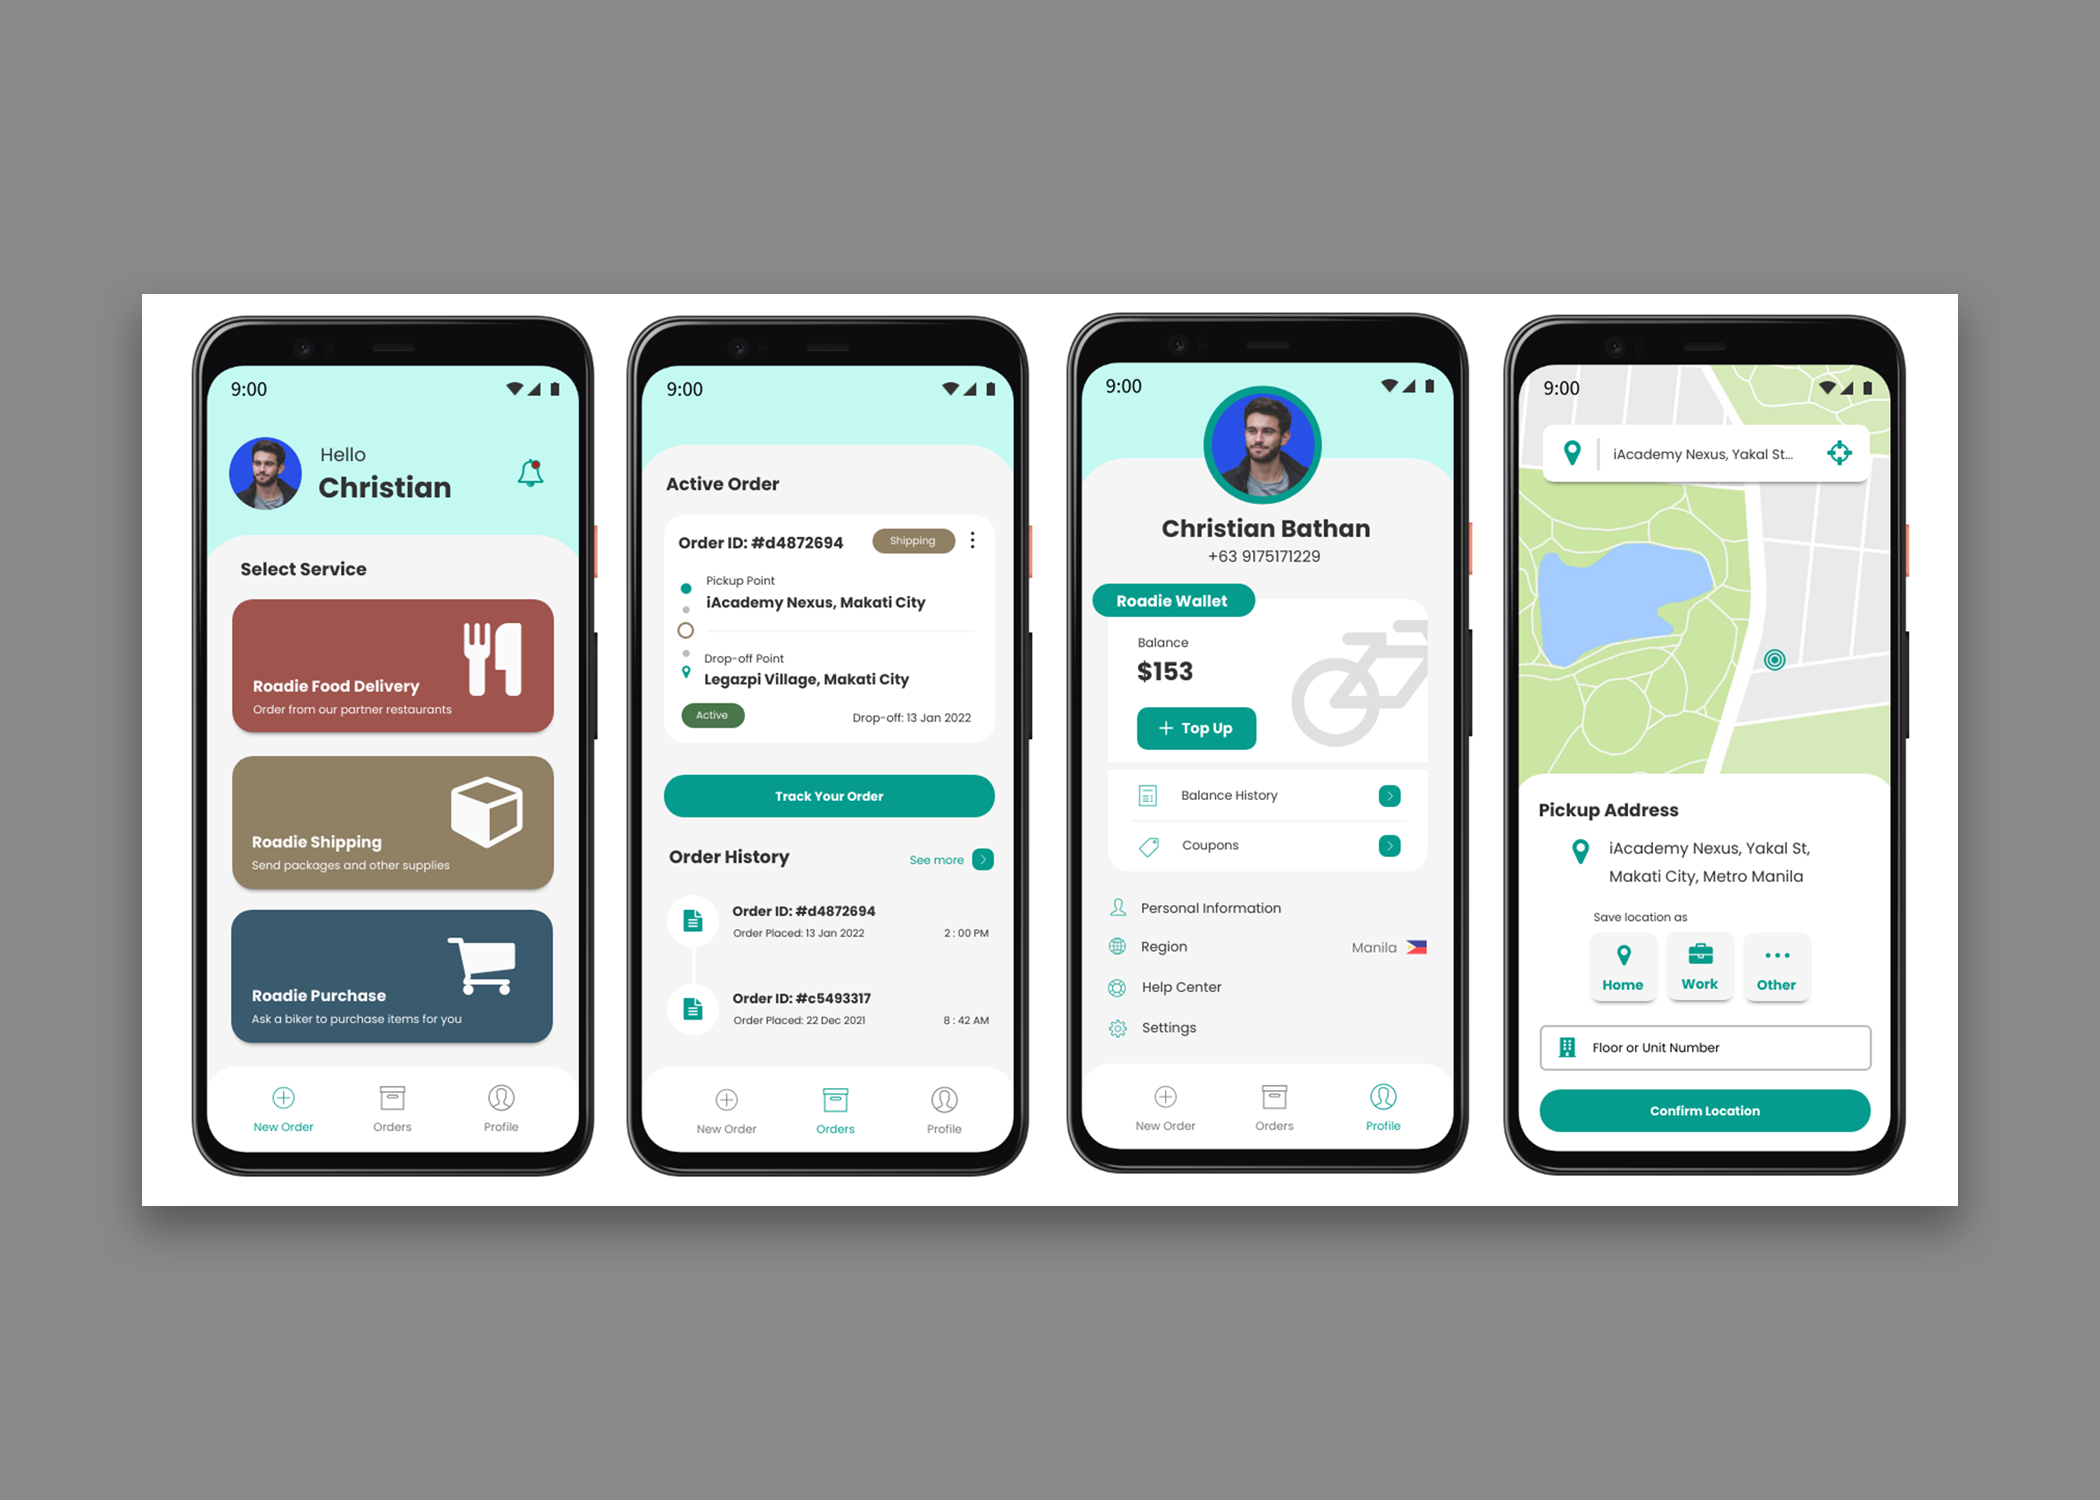 9:00
Hello
Christian
Select Service
Roadie Food Delivery
Order from our partner restaurants
Roadie Shipping
Send packages and other supplies
Roadie Purchase
Ask a biker to purchase items for you
New Order
Orders
Profile
9:00
Active Order
Order ID: #d4872694
Shipping
Pickup Point
iAcademy Nexus, Makati City
Drop-off Point
Legazpi Village, Makati City
Active
Drop-off: 13 Jan 2022
Track Your Order
Order History
See more
Order ID: #d4872694
Order Placed: 13 Jan 2022
2 : 00 PM
Order ID: #c5493317
Order Placed: 22 Dec 2021
8 : 42 AM
New Order
Orders
Profile
9:00
Christian Bathan
+63 9175171229
Roadie Wallet
Balance
$153
+ Top Up
Balance History
Coupons
Personal Information
Region
Manila
Help Center
Settings
New Order
Orders
Profile
9:00
iAcademy Nexus, Yakal St...
Pickup Address
iAcademy Nexus, Yakal St,
Makati City, Metro Manila
Save location as
Home
Work
Other
Floor or Unit Number
Confirm Location